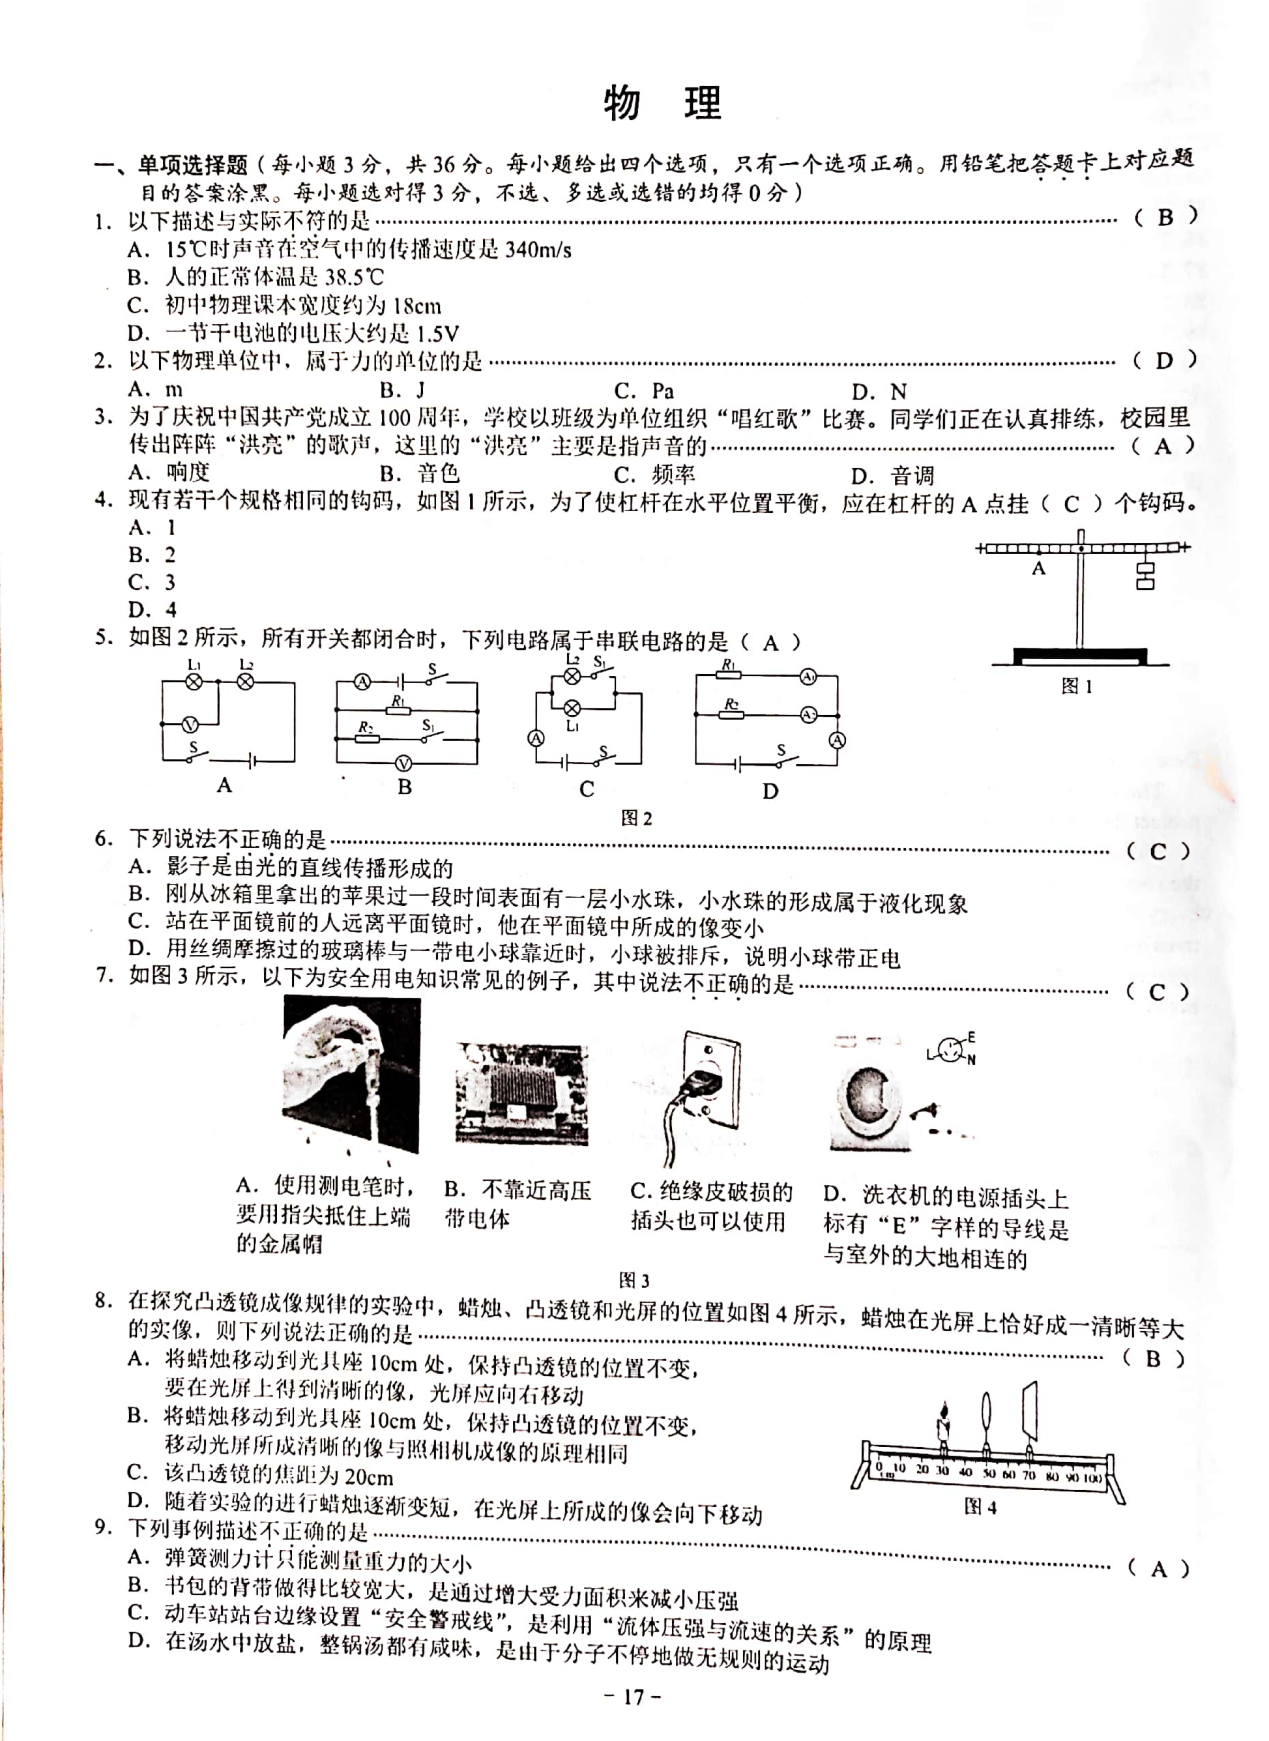 物 理
一、单项选择题（每小题3分，共36分。每小题给出四个选项，只有一个选项正确。用铅笔把答题卡上对应题
目的答案涂黑。每小题选对得3分，不选、多选或选错的均得0分）
1．以下描述与实际不符的是……（ B ）
A．15℃时声音在空气中的传播速度是 340m/s
B．人的正常体温是 38.5℃
C．初中物理课本宽度约为 18cm
D．一节干电池的电压大约是 1.5V
2．以下物理单位中，属于力的单位的是……（ D ）
A．m B．J C．Pa D．N
3．为了庆祝中国共产党成立 100 周年，学校以班级为单位组织“唱红歌”比赛。同学们正在认真排练，校园里
传出阵阵“洪亮”的歌声，这里的“洪亮”主要是指声音的……（ A ）
A．响度 B．音色 C．频率 D．音调
4．现有若干个规格相同的钩码，如图1所示，为了使杠杆在水平位置平衡，应在杠杆的 A 点挂（ C ）个钩码。
A．1
B．2
C．3
D．4
A
图1
5．如图2所示，所有开关都闭合时，下列电路属于串联电路的是（ A ）
L1 L2 V S
A S R1 R2 S1 V
L2 S1 L1 A S
R1 A1 R2 A2 A S
A B C D
图2
6．下列说法不正确的是……（ C ）
A．影子是由光的直线传播形成的
B．刚从冰箱里拿出的苹果过一段时间表面有一层小水珠，小水珠的形成属于液化现象
C．站在平面镜前的人远离平面镜时，他在平面镜中所成的像变小
D．用丝绸摩擦过的玻璃棒与一带电小球靠近时，小球被排斥，说明小球带正电
7．如图3所示，以下为安全用电知识常见的例子，其中说法不正确的是……（ C ）
L E N
A．使用测电笔时，
要用指尖抵住上端
的金属帽
B．不靠近高压
带电体
C. 绝缘皮破损的
插头也可以使用
D．洗衣机的电源插头上
标有“E”字样的导线是
与室外的大地相连的
图3
8．在探究凸透镜成像规律的实验中，蜡烛、凸透镜和光屏的位置如图4所示，蜡烛在光屏上恰好成一清晰等大
的实像，则下列说法正确的是……（ B ）
A．将蜡烛移动到光具座 10cm 处，保持凸透镜的位置不变，
要在光屏上得到清晰的像，光屏应向右移动
B．将蜡烛移动到光具座 10cm 处，保持凸透镜的位置不变，
移动光屏所成清晰的像与照相机成像的原理相同
C．该凸透镜的焦距为 20cm
D．随着实验的进行蜡烛逐渐变短，在光屏上所成的像会向下移动
0 10 20 30 40 50 60 70 80 90 100
cm
图4
9．下列事例描述不正确的是……（ A ）
A．弹簧测力计只能测量重力的大小
B．书包的背带做得比较宽大，是通过增大受力面积来减小压强
C．动车站站台边缘设置“安全警戒线”，是利用“流体压强与流速的关系”的原理
D．在汤水中放盐，整锅汤都有咸味，是由于分子不停地做无规则的运动
- 17 -